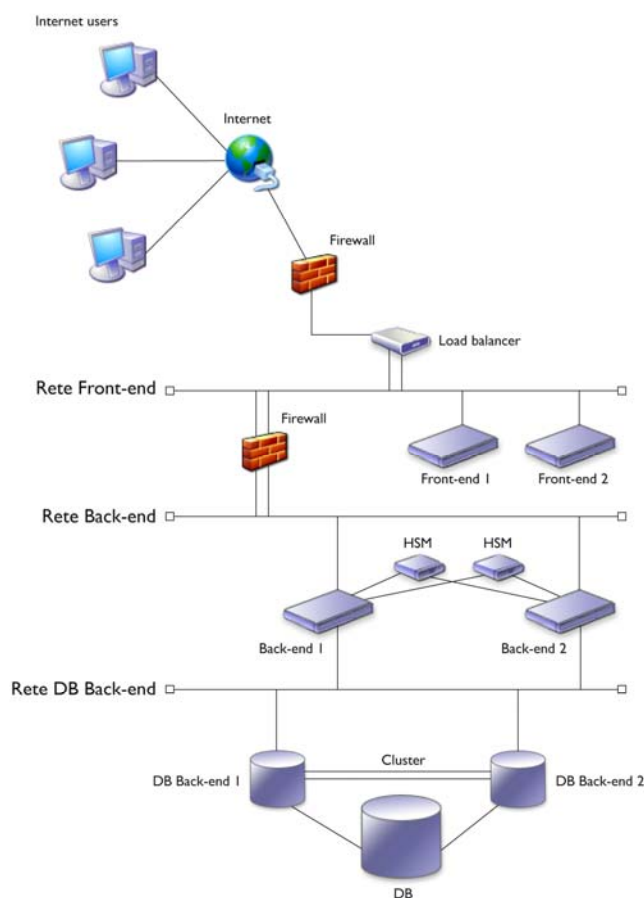 Internet users
Internet
Firewall
Load balancer
Rete Front-end
Firewall
Front-end 1
Front-end 2
Rete Back-end
HSM
HSM
Back-end 1
Back-end 2
Rete DB Back-end
Cluster
DB Back-end 1
DB Back-end 2
DB